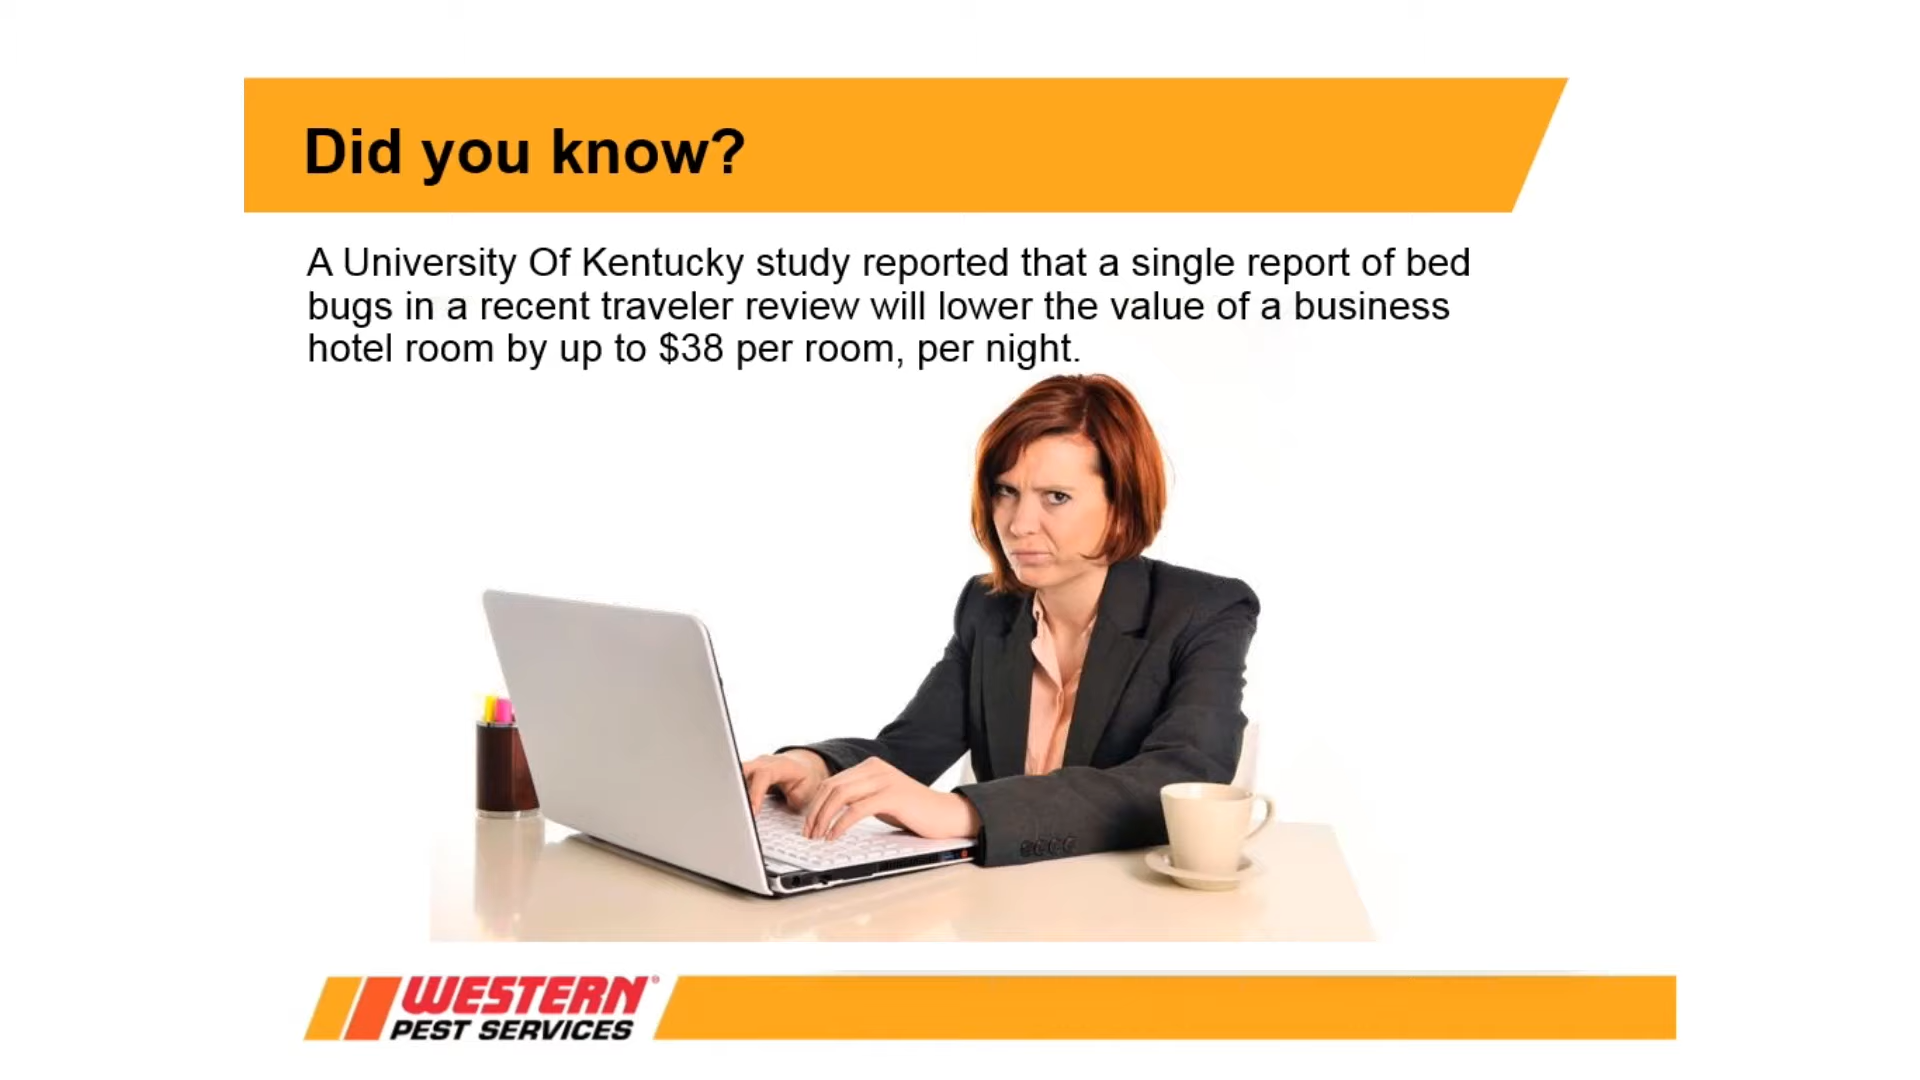 Did you know?
A University Of Kentucky study reported that a single report of bed
bugs in a recent traveler review will lower the value of a business
hotel room by up to $38 per room, per night.
WESTERN®
PEST SERVICES